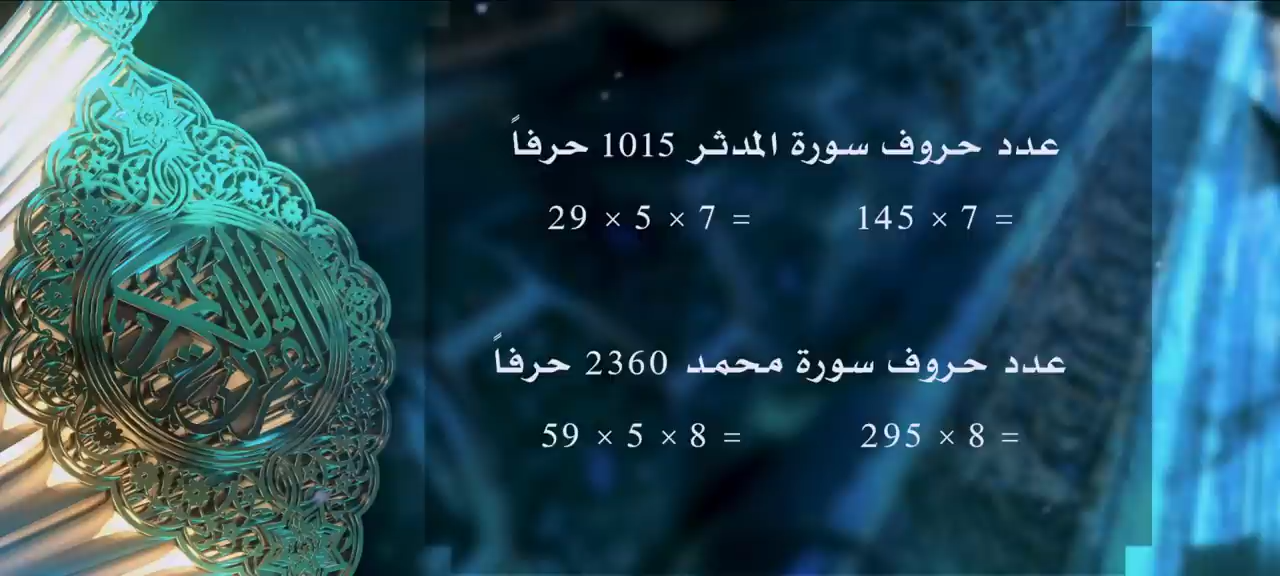 عدد حروف سورة المدثر 1015 حرفاً
= 145 × 7 = 29 × 5 × 7
عدد حروف سورة محمد 2360 حرفاً
= 295 × 8 = 59 × 5 × 8